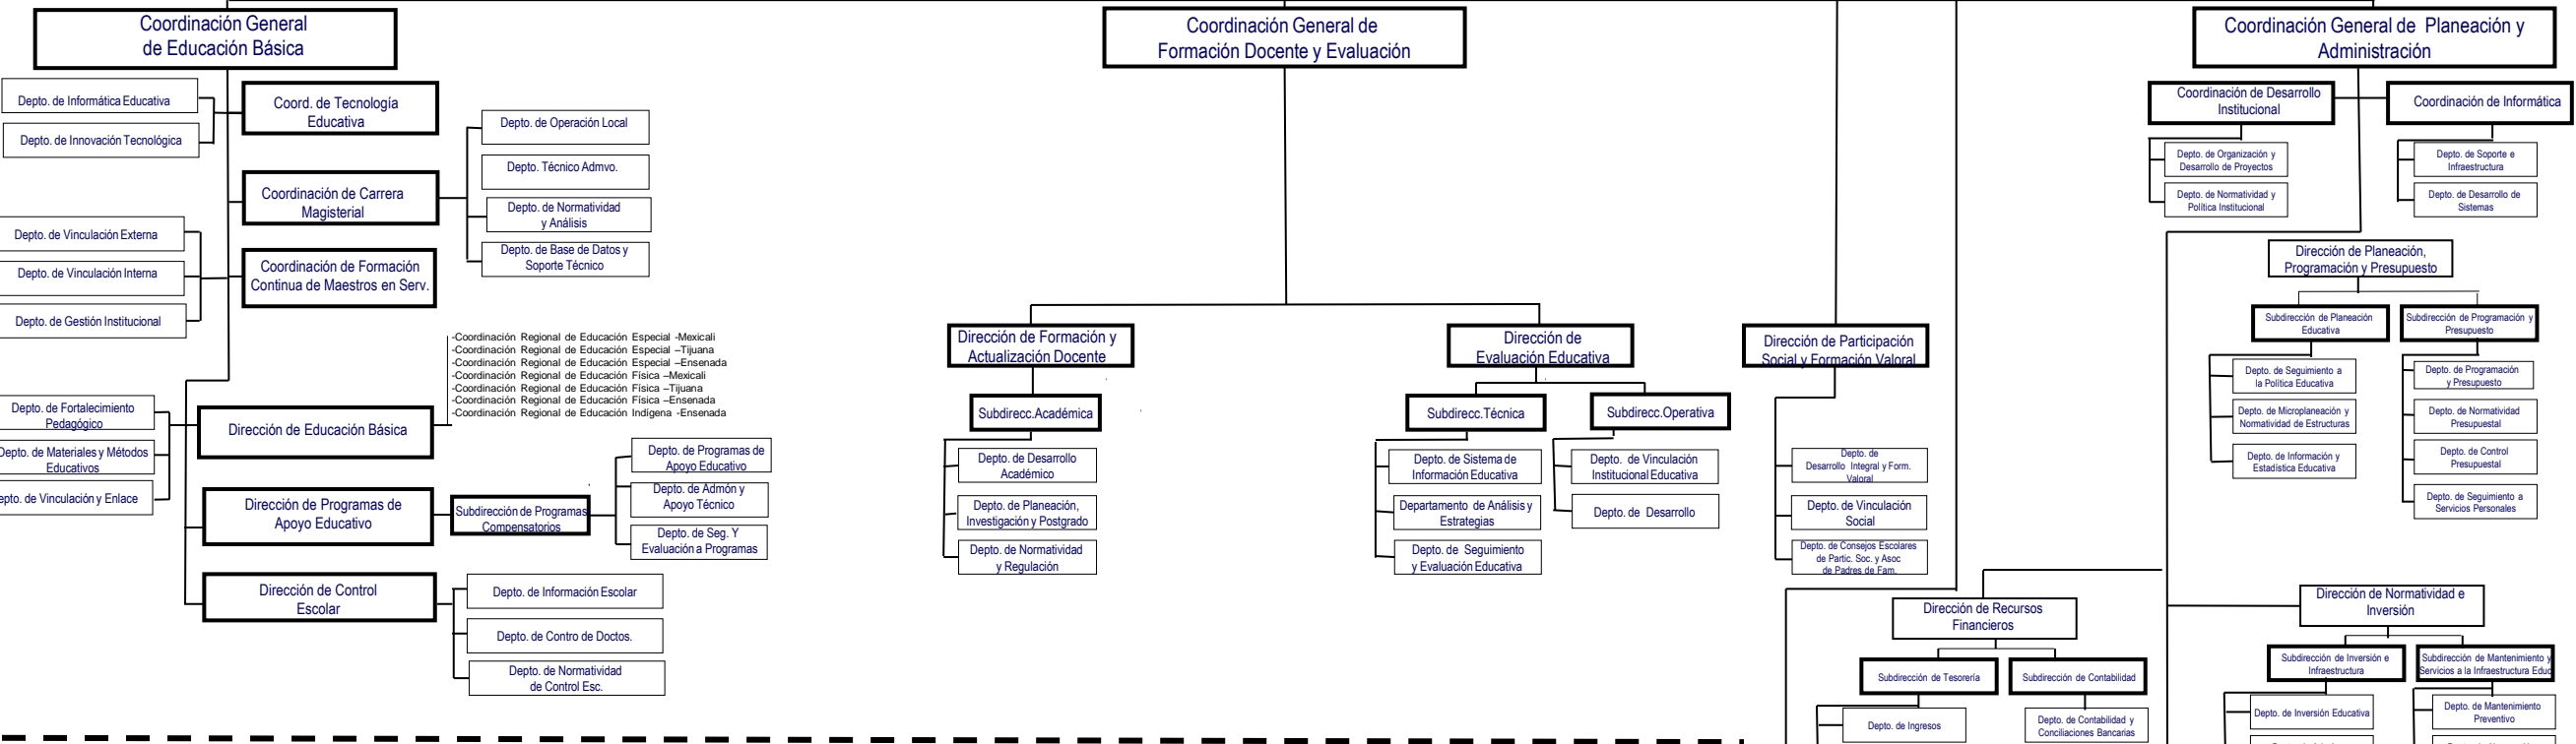 Coordinación General
de Educación Básica
Depto. de Informática Educativa
Depto. de Innovación Tecnológica
Coord. de Tecnología
Educativa
Coordinación de Carrera
Magisterial
Depto. de Operación Local
Depto. Técnico Admvo.
Depto. de Normatividad
y Análisis
Depto. de Base de Datos y
Soporte Técnico
Depto. de Vinculación Externa
Depto. de Vinculación Interna
Depto. de Gestión Institucional
Coordinación de Formación
Continua de Maestros en Serv.
-Coordinación Regional de Educación Especial -Mexicali
-Coordinación Regional de Educación Especial –Tijuana
-Coordinación Regional de Educación Especial –Ensenada
-Coordinación Regional de Educación Física –Mexicali
-Coordinación Regional de Educación Física –Tijuana
-Coordinación Regional de Educación Física –Ensenada
-Coordinación Regional de Educación Indígena -Ensenada
Depto. de Fortalecimiento
Pedagógico
Depto. de Materiales y Métodos
Educativos
epto. de Vinculación y Enlace
Dirección de Educación Básica
Dirección de Programas de
Apoyo Educativo
Subdirección de Programas
Compensatorios
Depto. de Programas de
Apoyo Educativo
Depto. de Admón y
Apoyo Técnico
Depto. de Seg. Y
Evaluación a Programas
Dirección de Control
Escolar
Depto. de Información Escolar
Depto. de Contro de Doctos.
Depto. de Normatividad
de Control Esc.
Coordinación General de
Formación Docente y Evaluación
Dirección de Formación y
Actualización Docente
Subdirecc.Académica
Depto. de Desarrollo
Académico
Depto. de Planeación,
Investigación y Postgrado
Depto. de Normatividad
y Regulación
Dirección de
Evaluación Educativa
Subdirecc.Técnica
Depto. de Sistema de
Información Educativa
Departamento de Análisis y
Estrategias
Depto. de Seguimiento
y Evaluación Educativa
Subdirecc.Operativa
Depto. de Vinculación
Institucional Educativa
Depto. de Desarrollo
Dirección de Participación
Social y Formación Valoral
Depto. de
Desarrollo Integral y Form.
Valoral
Depto. de Vinculación
Social
Depto. de Consejos Escolares
de Partic. Soc. y Asoc
de Padres de Fam.
Coordinación General de Planeación y
Administración
Coordinación de Desarrollo
Institucional
Depto. de Organización y
Desarrollo de Proyectos
Depto. de Normatividad y
Política Institucional
Coordinación de Informática
Depto. de Soporte e
Infraestructura
Depto. de Desarrollo de
Sistemas
Dirección de Planeación,
Programación y Presupuesto
Subdirección de Planeación
Educativa
Depto. de Seguimiento a
la Política Educativa
Depto. de Microplaneación y
Normatividad de Estructuras
Depto. de Información y
Estadística Educativa
Subdirección de Programación y
Presupuesto
Depto. de Programación
y Presupuesto
Depto. de Normatividad
Presupuestal
Depto. de Control
Presupuestal
Depto. de Seguimiento a
Servicios Personales
Dirección de Recursos
Financieros
Subdirección de Tesorería
Depto. de Ingresos
Subdirección de Contabilidad
Depto. de Contabilidad y
Conciliaciones Bancarias
Dirección de Normatividad e
Inversión
Subdirección de Inversión e
Infraestructura
Depto. de Inversión Educativa
Subdirección de Mantenimiento y
Servicios a la Infraestructura Educ
Depto. de Mantenimiento
Preventivo